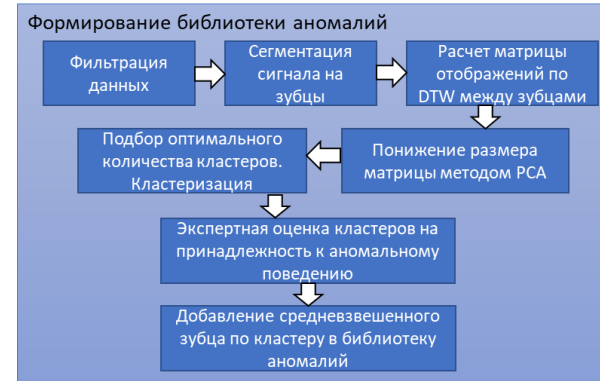 Формирование библиотеки аномалий
Фильтрация
данных
Сегментация
сигнала на
зубцы
Расчет матрицы
отображений по
DTW между зубцами
Подбор оптимального
количества кластеров.
Кластеризация
Понижение размера
матрицы методом PCA
Экспертная оценка кластеров на
принадлежность к аномальному
поведению
Добавление средневзвешенного
зубца по кластеру в библиотеку
аномалий